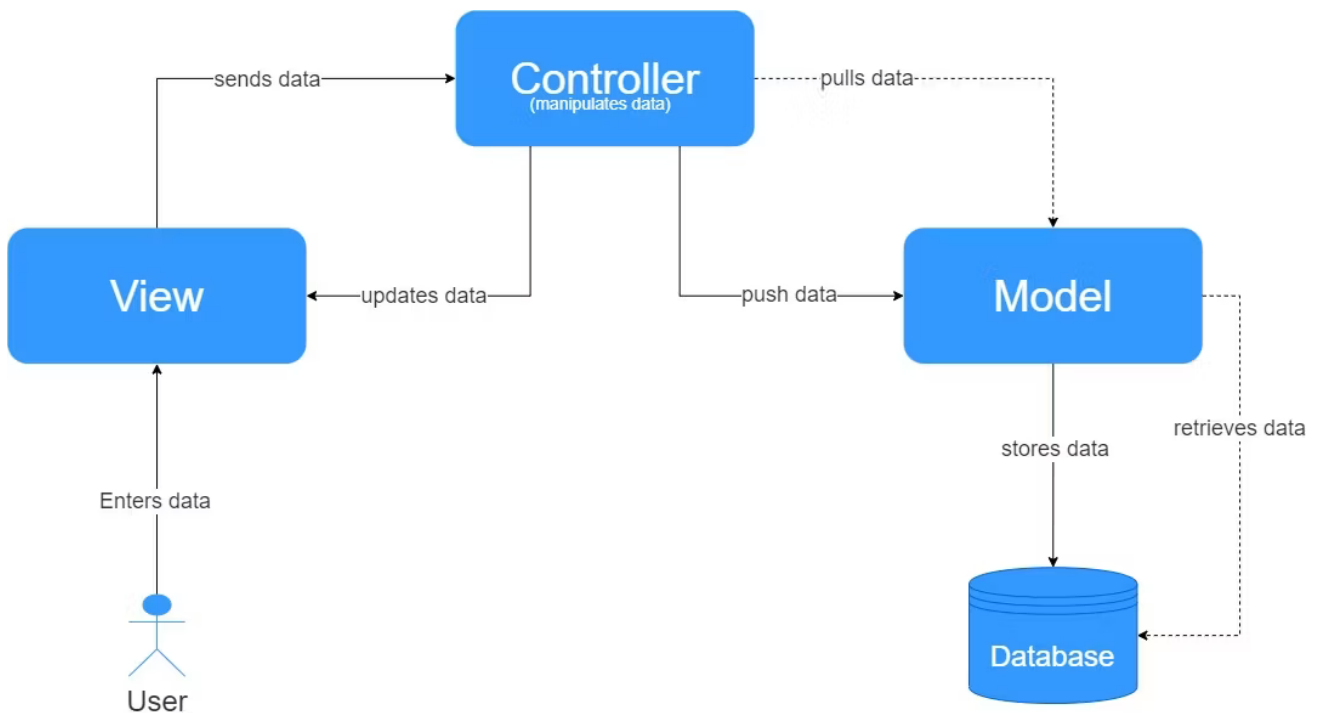 Controller
(manipulates data)
sends data
pulls data
View
updates data
push data
Model
retrieves data
stores data
Enters data
Database
User